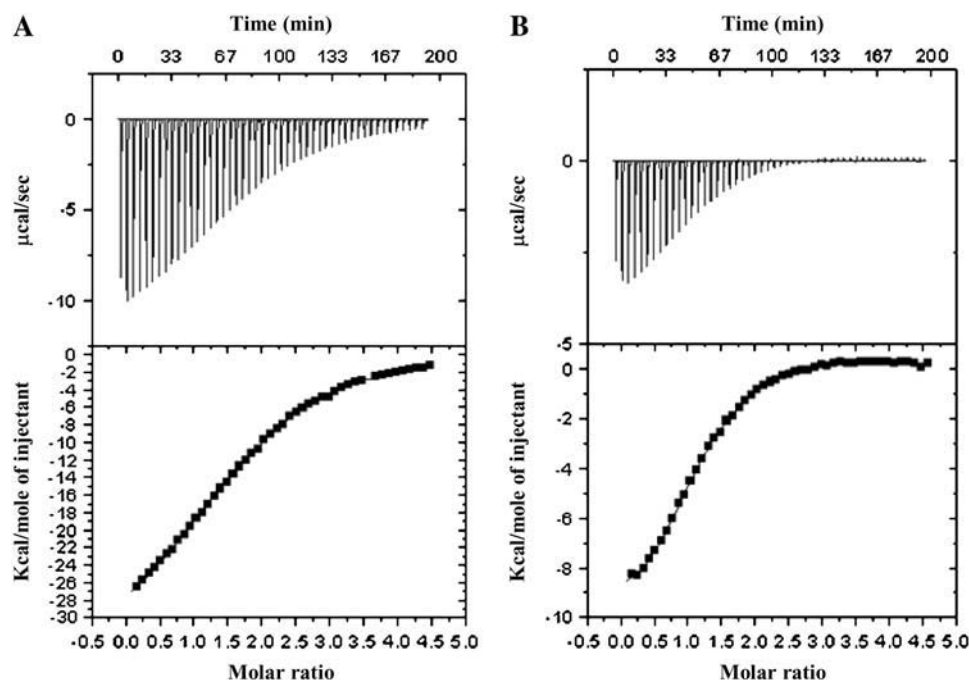 A
Time (min)
0 33 67 100 133 167 200
0
-5
-10
μcal/sec
0
-2
-4
-6
-8
-10
-12
-14
-16
-18
-20
-22
-24
-26
-28
-30
Kcal/mole of injectant
-0.5 0.0 0.5 1.0 1.5 2.0 2.5 3.0 3.5 4.0 4.5 5.0
Molar ratio
B
Time (min)
0 33 67 100 133 167 200
0
-5
μcal/sec
0
-2
-4
-6
-8
-10
Kcal/mole of injectant
-0.5 0.0 0.5 1.0 1.5 2.0 2.5 3.0 3.5 4.0 4.5 5.0
Molar ratio